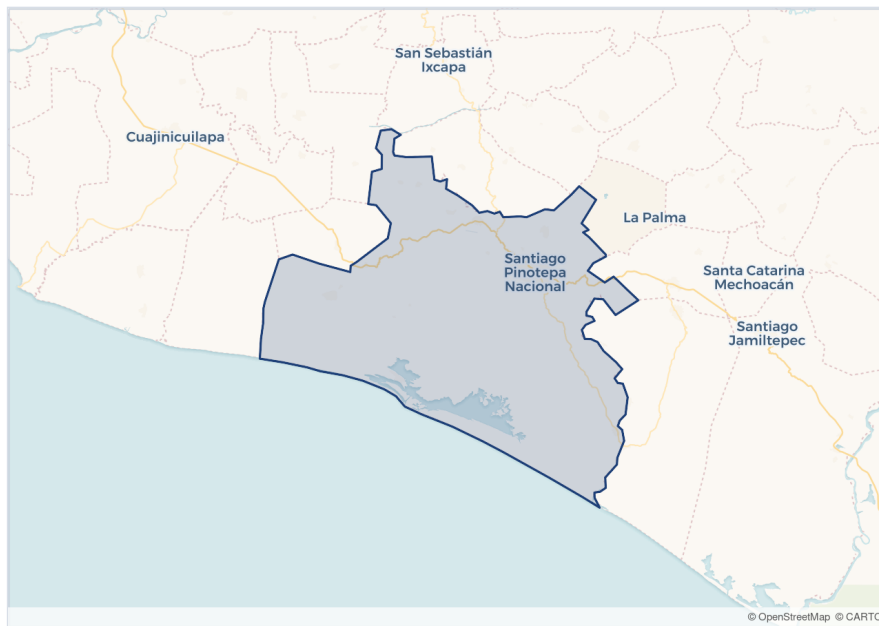 San Sebastián
Ixcapa
Cuajinicuilapa
La Palma
Santiago
Pinotepa
Nacional
Santa Catarina
Mechoacán
Santiago
Jamiltepec
© OpenStreetMap © CARTO